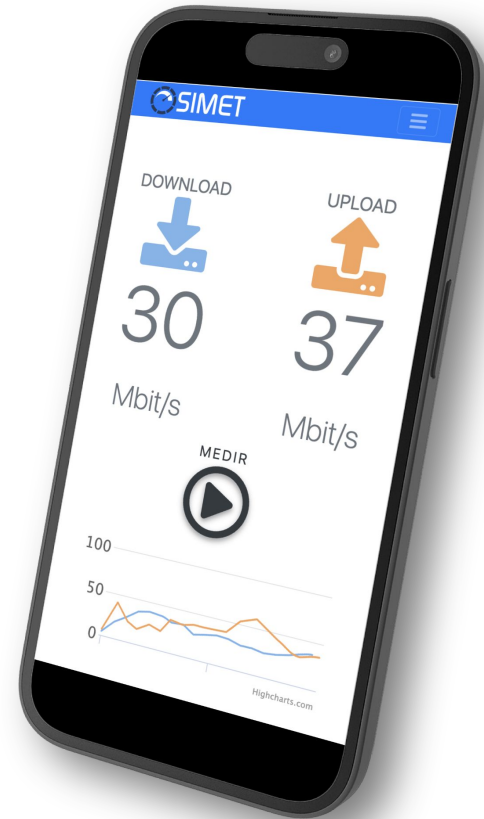 SIMET
DOWNLOAD
UPLOAD
30
37
Mbit/s
Mbit/s
MEDIR
100
50
0
Highcharts.com